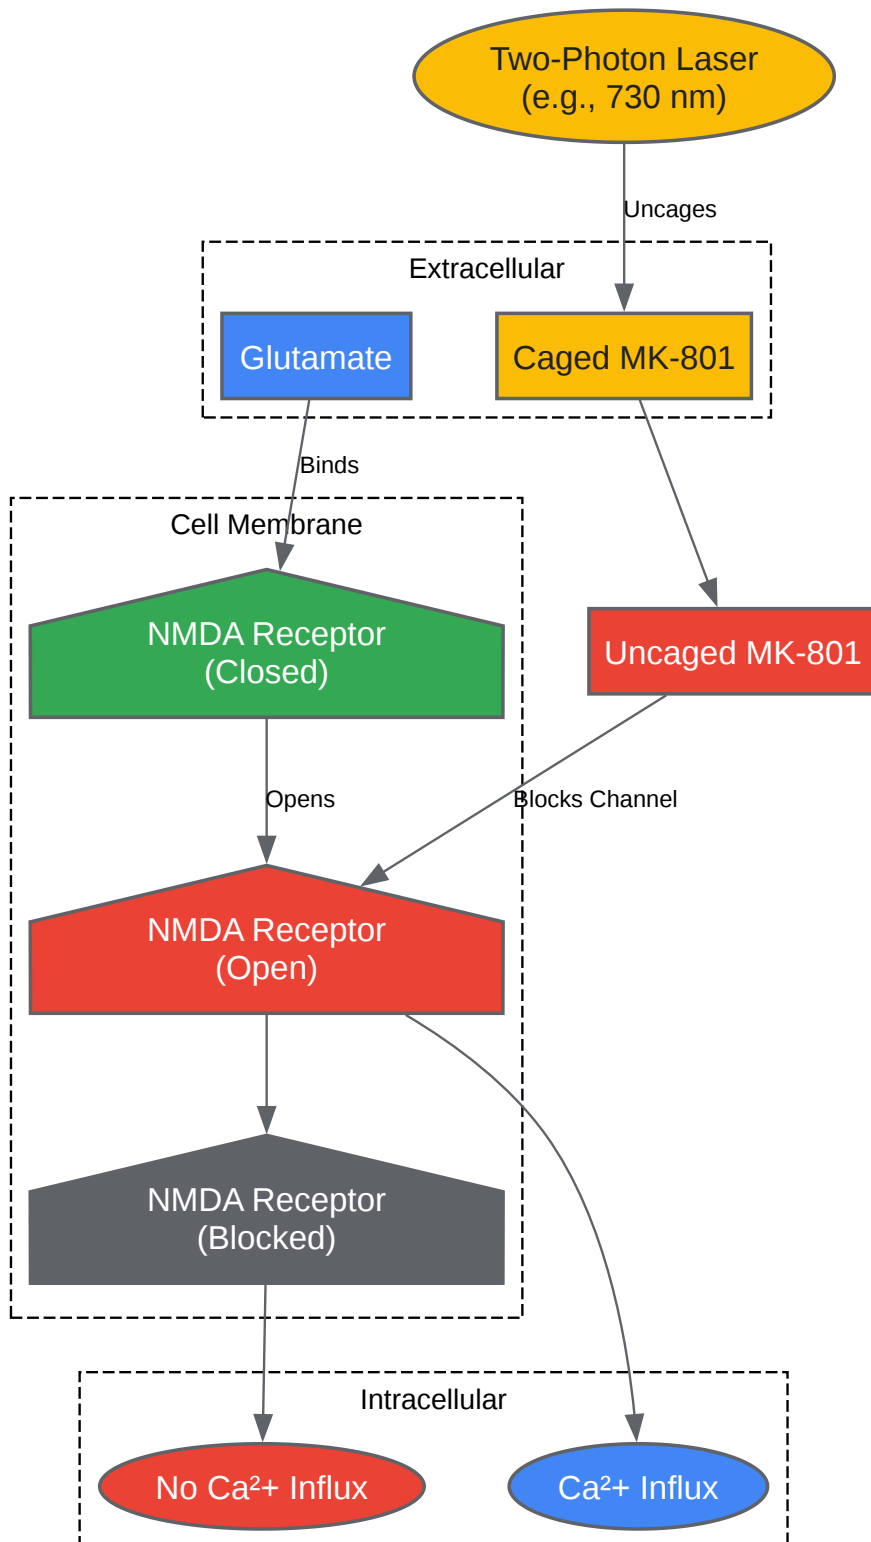 Two-Photon Laser
(e.g., 730 nm)
Uncages
Extracellular
Glutamate
Caged MK-801
Binds
Cell Membrane
NMDA Receptor
(Closed)
Uncaged MK-801
Opens
Blocks Channel
NMDA Receptor
(Open)
NMDA Receptor
(Blocked)
Intracellular
No Ca²+ Influx
Ca²+ Influx